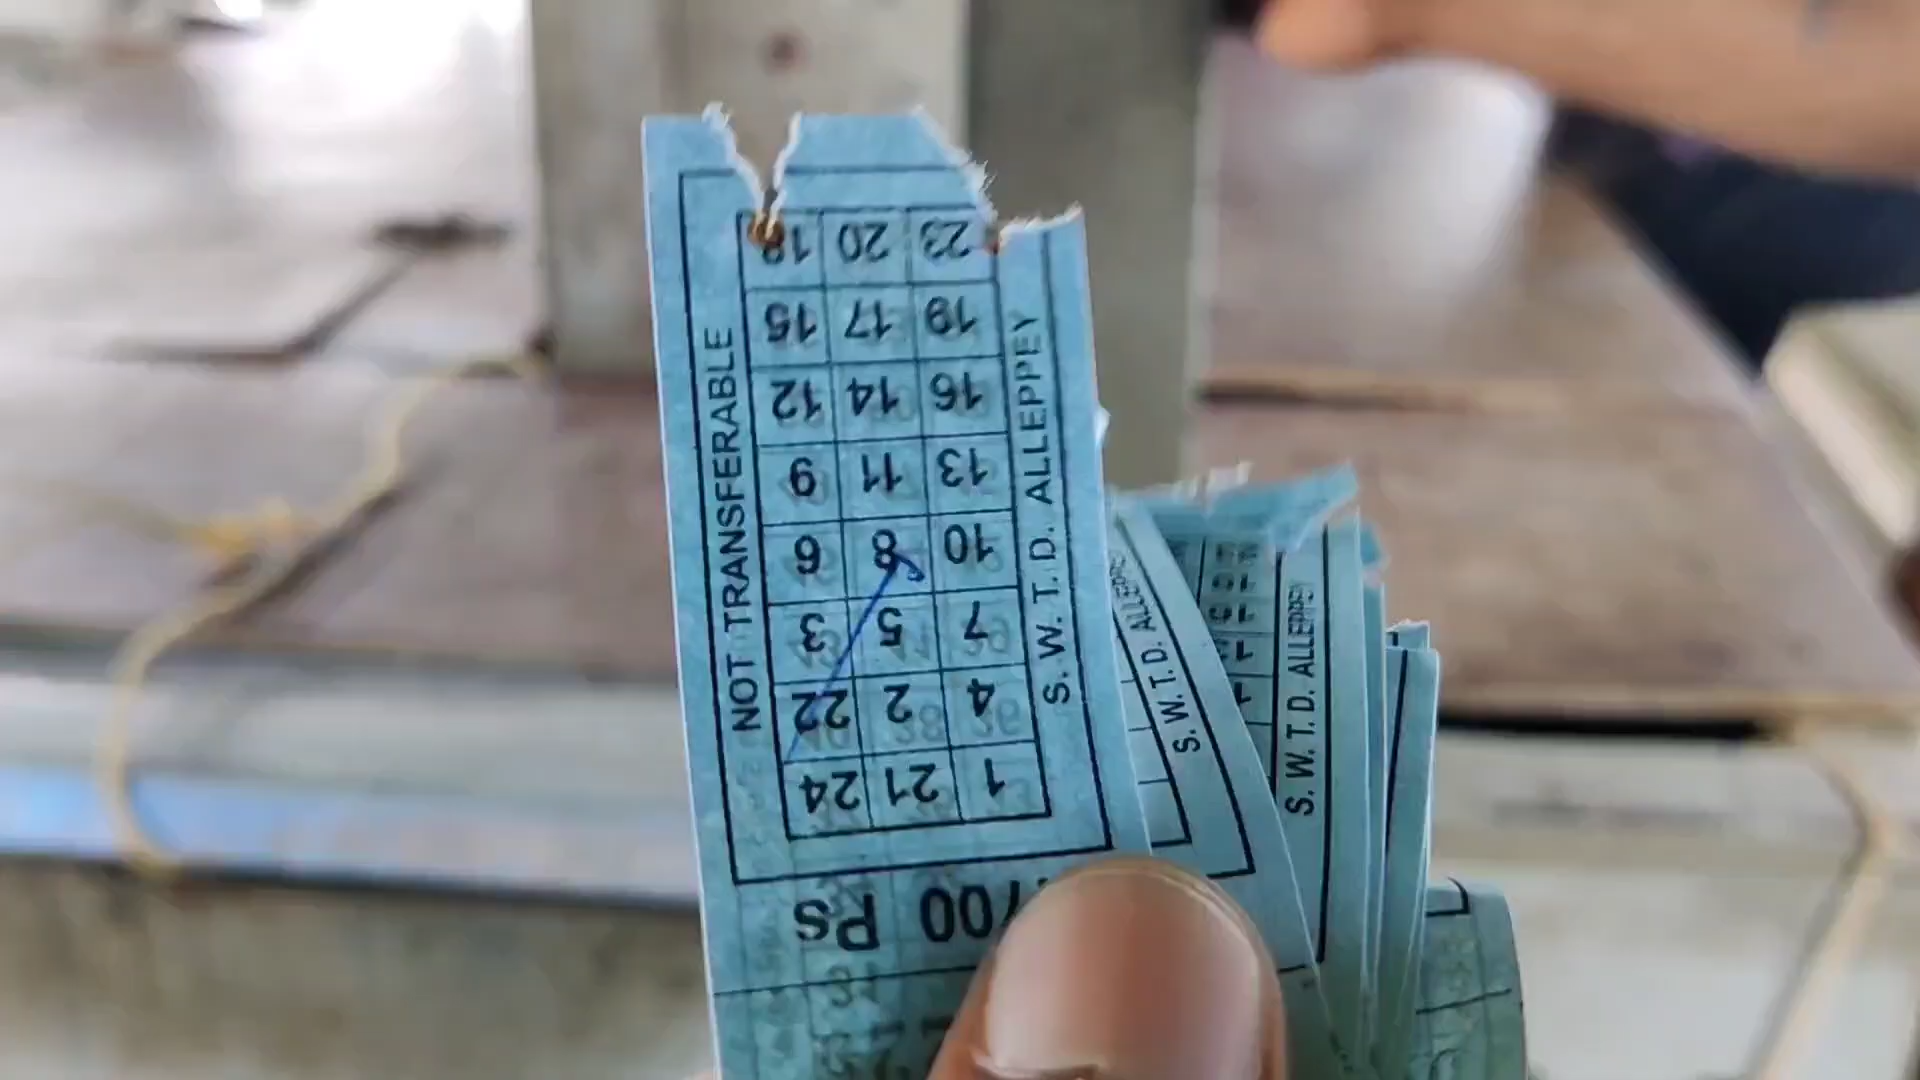 700 Ps
1 21 24
4 2 22
7 5 3
10 8 6
13 11 9
16 14 12
19 17 15
23 20 18
NOT TRANSFERABLE
S. W. T. D. ALLEPPEY
S. W. T. D. ALLEPPEY
S. W. T. D. ALLEPPEY